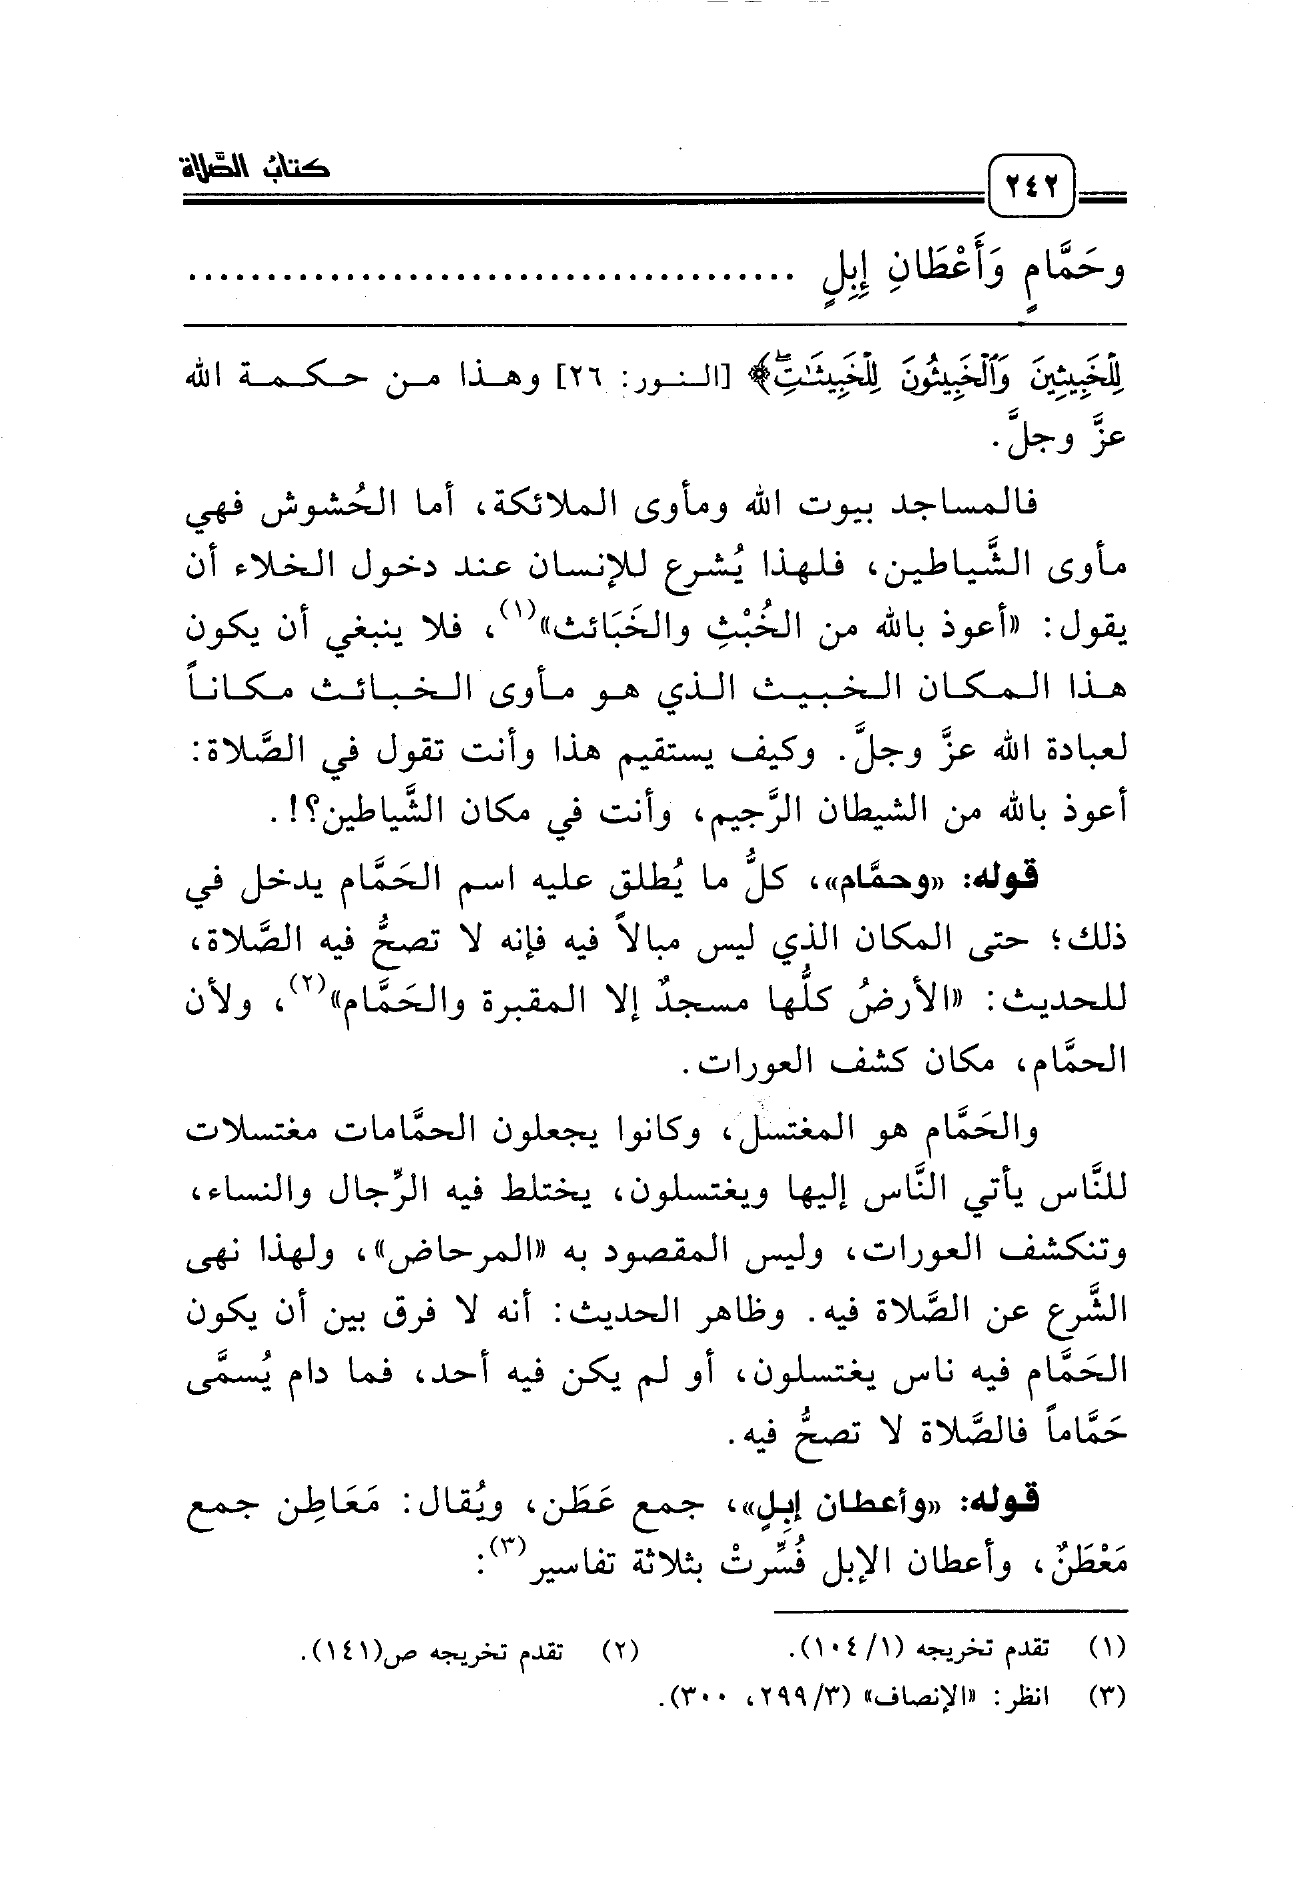 كتابُ الصَّلاة
٢٤٢
وحَمَّامٍ وَأَعْطَانِ إِبِلٍ .......................................
لِلْخَبِيثِينَ وَٱلْخَبِيثُونَ لِلْخَبِيثَـٰتِۖ﴾ [النور: ٢٦] وهذا من حكمة الله
عزَّ وجلَّ.
فالمساجد بيوت الله ومأوى الملائكة، أما الحُشوش فهي
مأوى الشَّياطين، فلهذا يُشرع للإنسان عند دخول الخلاء أن
يقول: «أعوذ بالله من الخُبْثِ والخَبَائث»(١)، فلا ينبغي أن يكون
هذا المكان الخبيث الذي هو مأوى الخبائث مكاناً
لعبادة الله عزَّ وجلَّ. وكيف يستقيم هذا وأنت تقول في الصَّلاة:
أعوذ بالله من الشيطان الرَّجيم، وأنت في مكان الشَّياطين؟!.
قوله: «وحمَّام»، كلُّ ما يُطلق عليه اسم الحَمَّام يدخل في
ذلك؛ حتى المكان الذي ليس مبالاً فيه فإنه لا تصحُّ فيه الصَّلاة،
للحديث: «الأرضُ كلُّها مسجدٌ إلا المقبرة والحَمَّام»(٢)، ولأن
الحمَّام، مكان كشف العورات.
والحَمَّام هو المغتسل، وكانوا يجعلون الحمَّامات مغتسلات
للنَّاس يأتي النَّاس إليها ويغتسلون، يختلط فيه الرِّجال والنساء،
وتنكشف العورات، وليس المقصود به «المرحاض»، ولهذا نهى
الشَّرع عن الصَّلاة فيه. وظاهر الحديث: أنه لا فرق بين أن يكون
الحَمَّام فيه ناس يغتسلون، أو لم يكن فيه أحد، فما دام يُسمَّى
حَمَّاماً فالصَّلاة لا تصحُّ فيه.
قوله: «وأعطان إبِلٍ»، جمع عَطَن، ويُقال: مَعَاطِن جمع
مَعْطَنٌ، وأعطان الإبل فُسِّرتْ بثلاثة تفاسير(٣):
(١) تقدم تخريجه (١/ ١٠٤). (٢) تقدم تخريجه ص(١٤١).
(٣) انظر: «الإنصاف» (٣/ ٢٩٩، ٣٠٠).